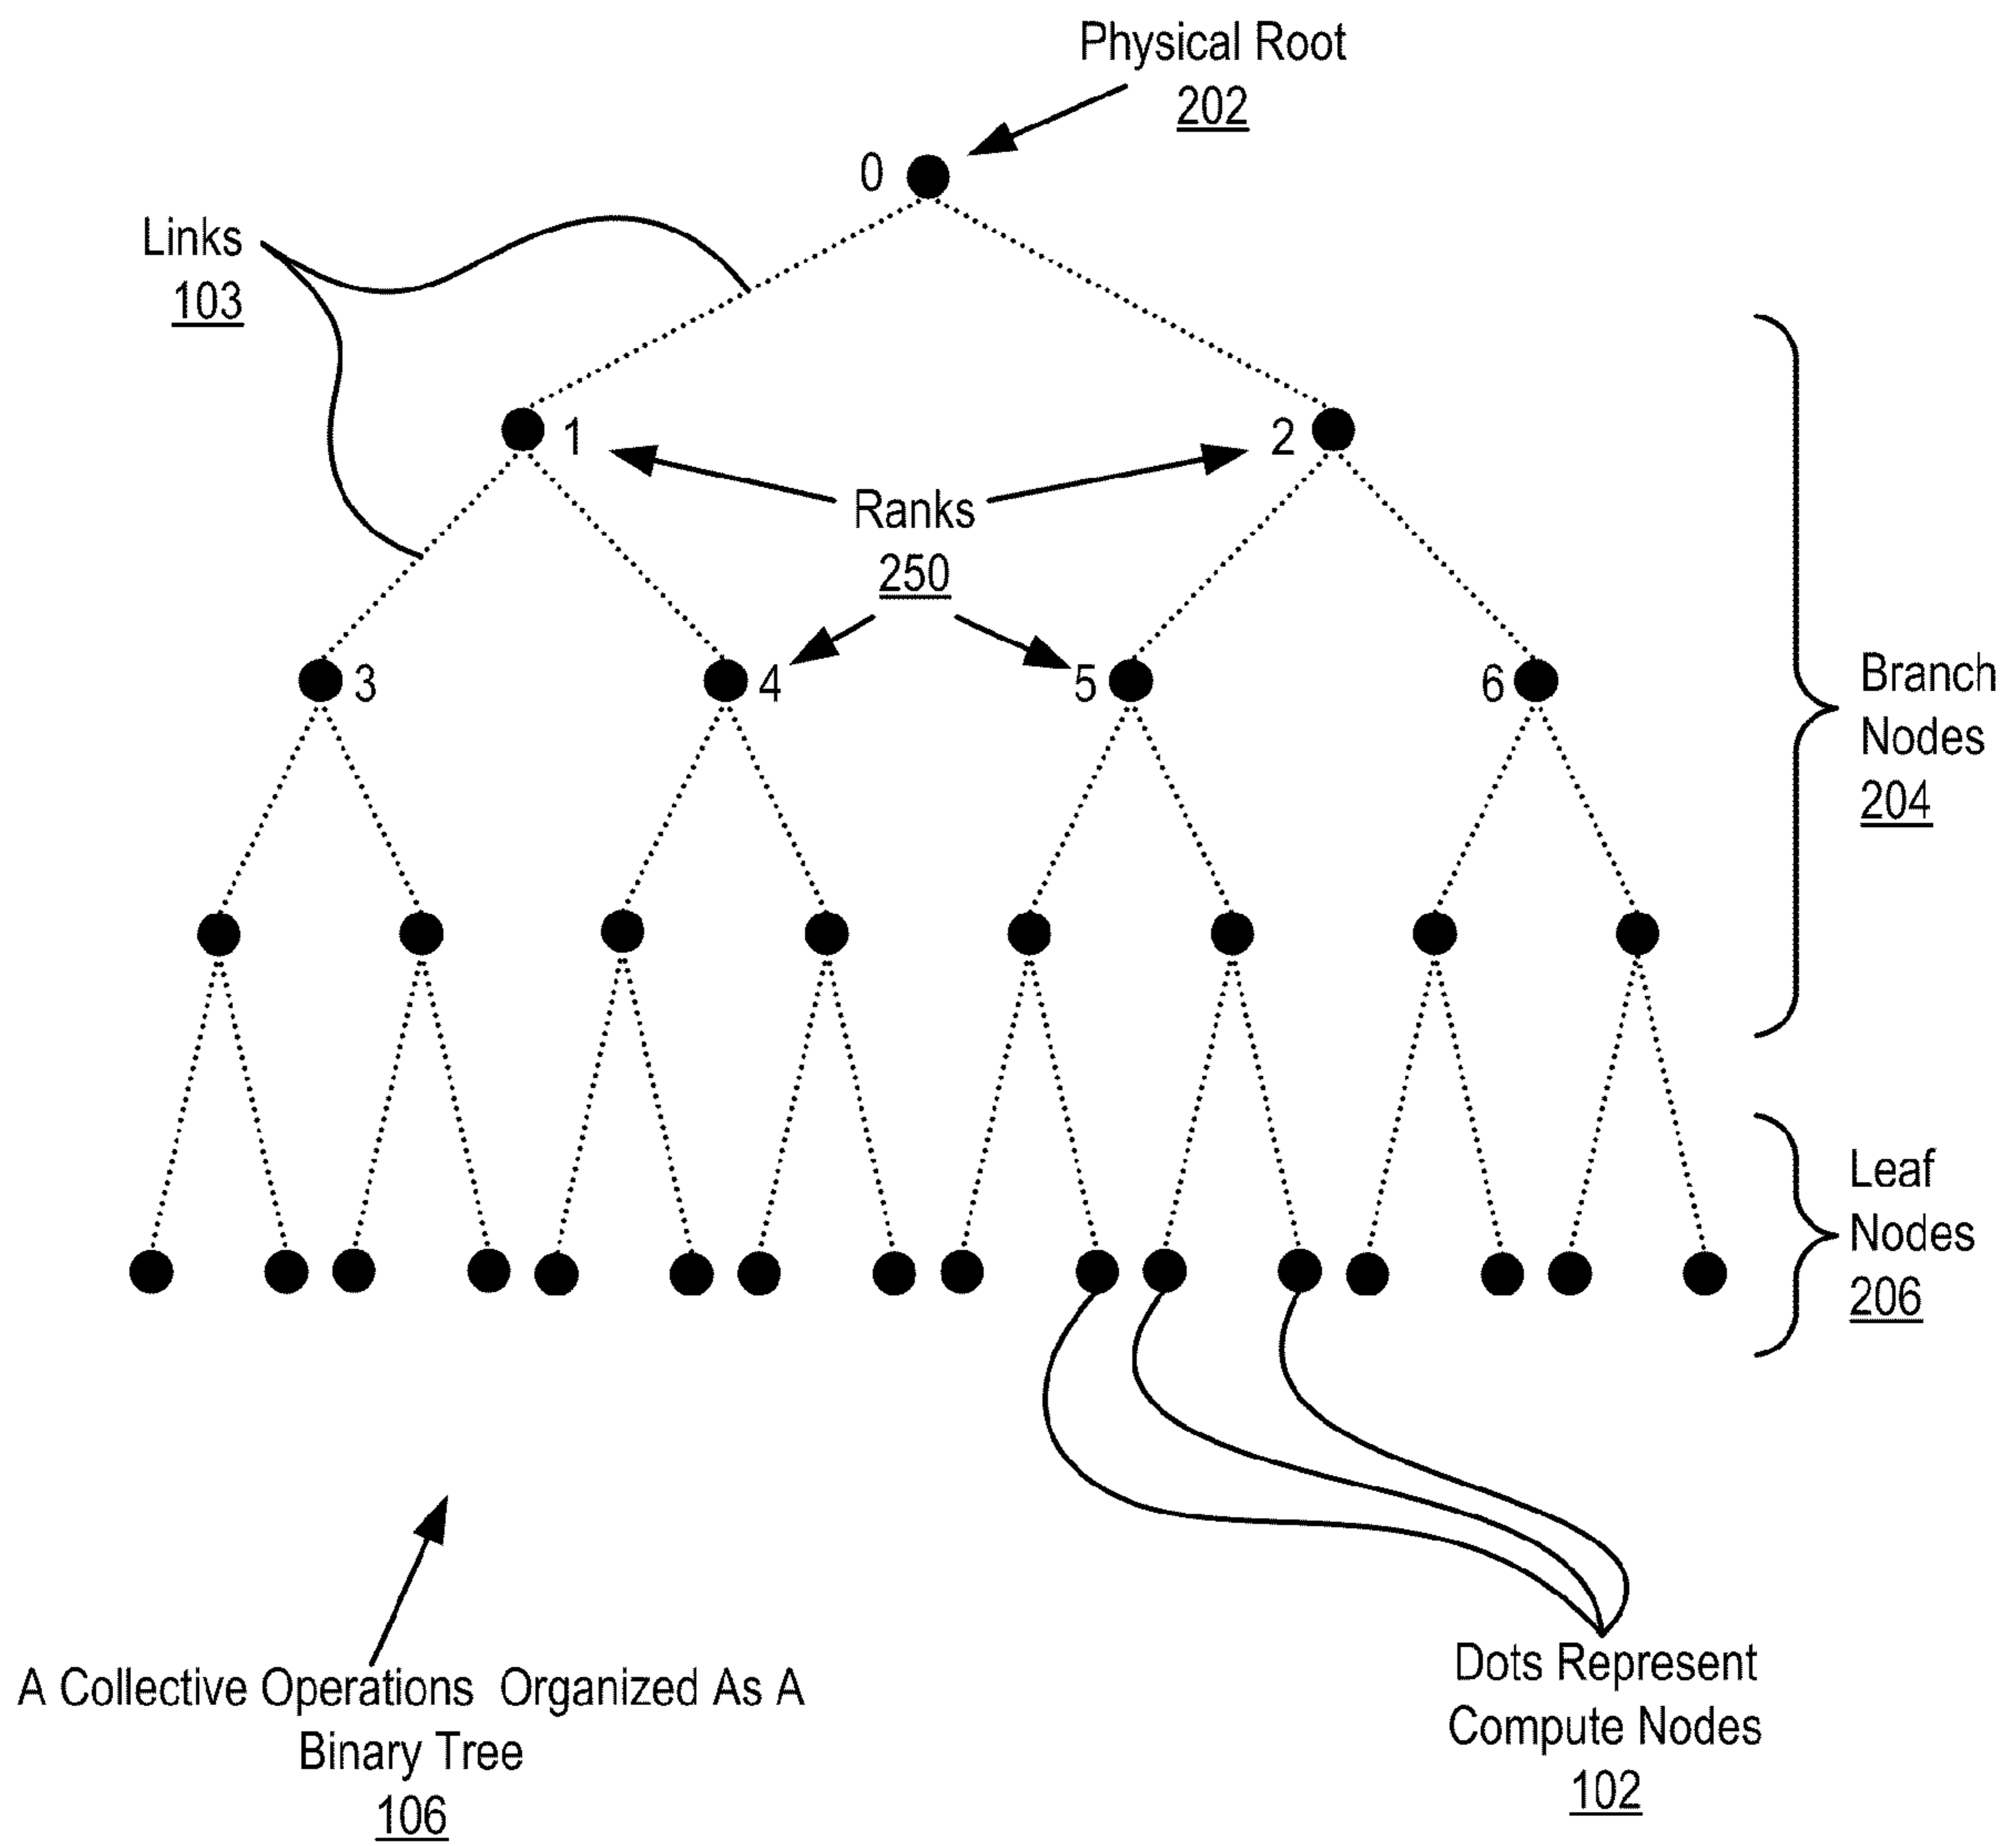 Physical Root
202
0
Links
103
1
2
Ranks
250
3
4
5
6
Branch
Nodes
204
Leaf
Nodes
206
A Collective Operations Organized As A
Binary Tree
106
Dots Represent
Compute Nodes
102